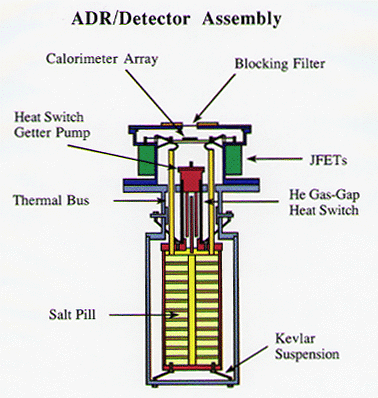 ADR/Detector Assembly
Calorimeter Array
Blocking Filter
Heat Switch
Getter Pump
JFETs
Thermal Bus
He Gas-Gap
Heat Switch
Salt Pill
Kevlar
Suspension